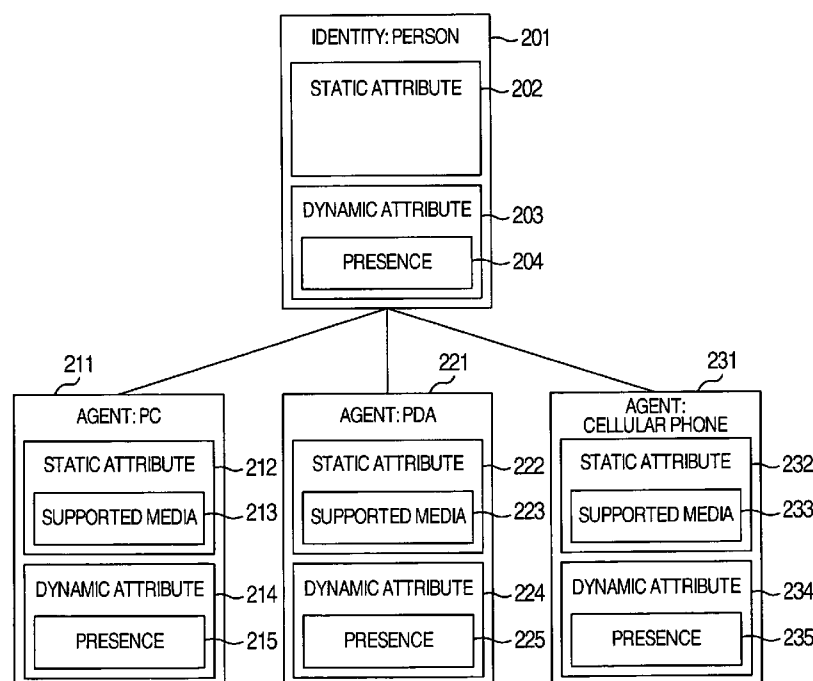 IDENTITY: PERSON
201
STATIC ATTRIBUTE
202
DYNAMIC ATTRIBUTE
203
PRESENCE
204
211
AGENT: PC
STATIC ATTRIBUTE
212
SUPPORTED MEDIA
213
DYNAMIC ATTRIBUTE
214
PRESENCE
215
221
AGENT: PDA
STATIC ATTRIBUTE
222
SUPPORTED MEDIA
223
DYNAMIC ATTRIBUTE
224
PRESENCE
225
231
AGENT:
CELLULAR PHONE
STATIC ATTRIBUTE
232
SUPPORTED MEDIA
233
DYNAMIC ATTRIBUTE
234
PRESENCE
235